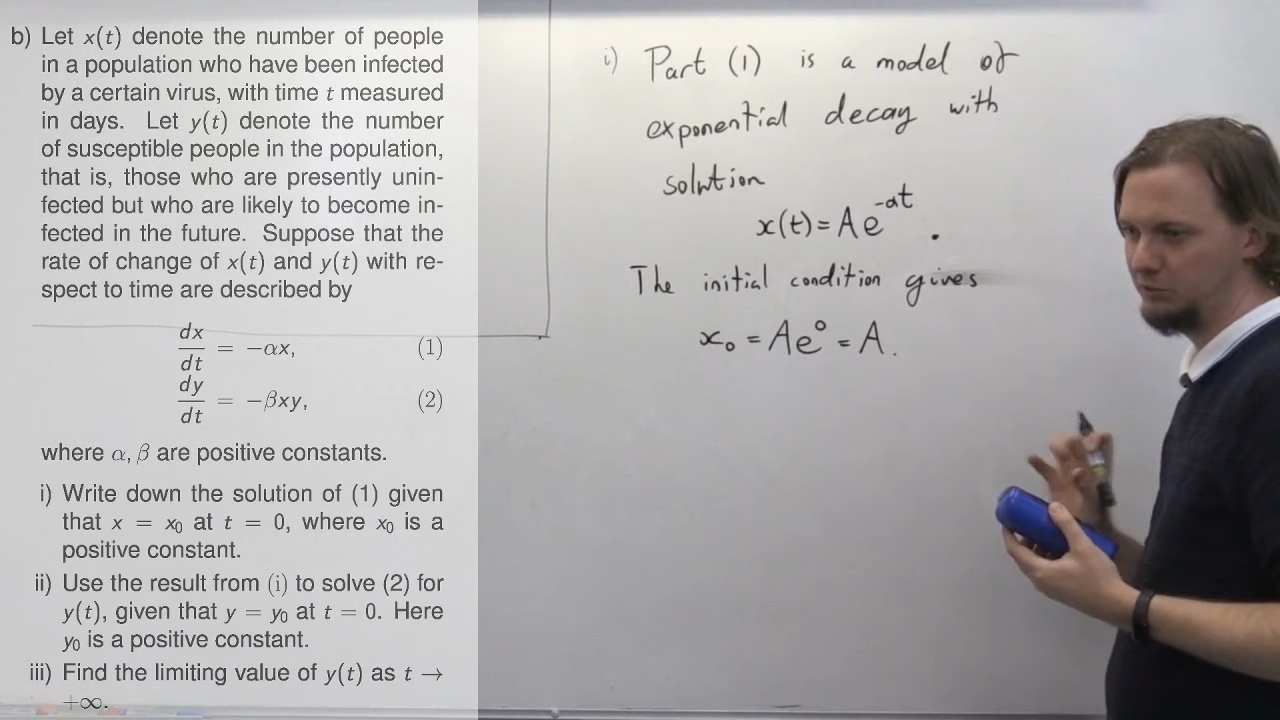 b) Let x(t) denote the number of people
in a population who have been infected
by a certain virus, with time t measured
in days. Let y(t) denote the number
of susceptible people in the population,
that is, those who are presently unin-
fected but who are likely to become in-
fected in the future. Suppose that the
rate of change of x(t) and y(t) with re-
spect to time are described by
dx/dt = −αx, (1)
dy/dt = −βxy, (2)
where α, β are positive constants.
i) Write down the solution of (1) given
that x = x₀ at t = 0, where x₀ is a
positive constant.
ii) Use the result from (i) to solve (2) for
y(t), given that y = y₀ at t = 0. Here
y₀ is a positive constant.
iii) Find the limiting value of y(t) as t →
+∞.
i) Part (1) is a model of
exponential decay with
solution
x(t) = Ae^{-αt}.
The initial condition gives
x₀ = Ae⁰ = A.